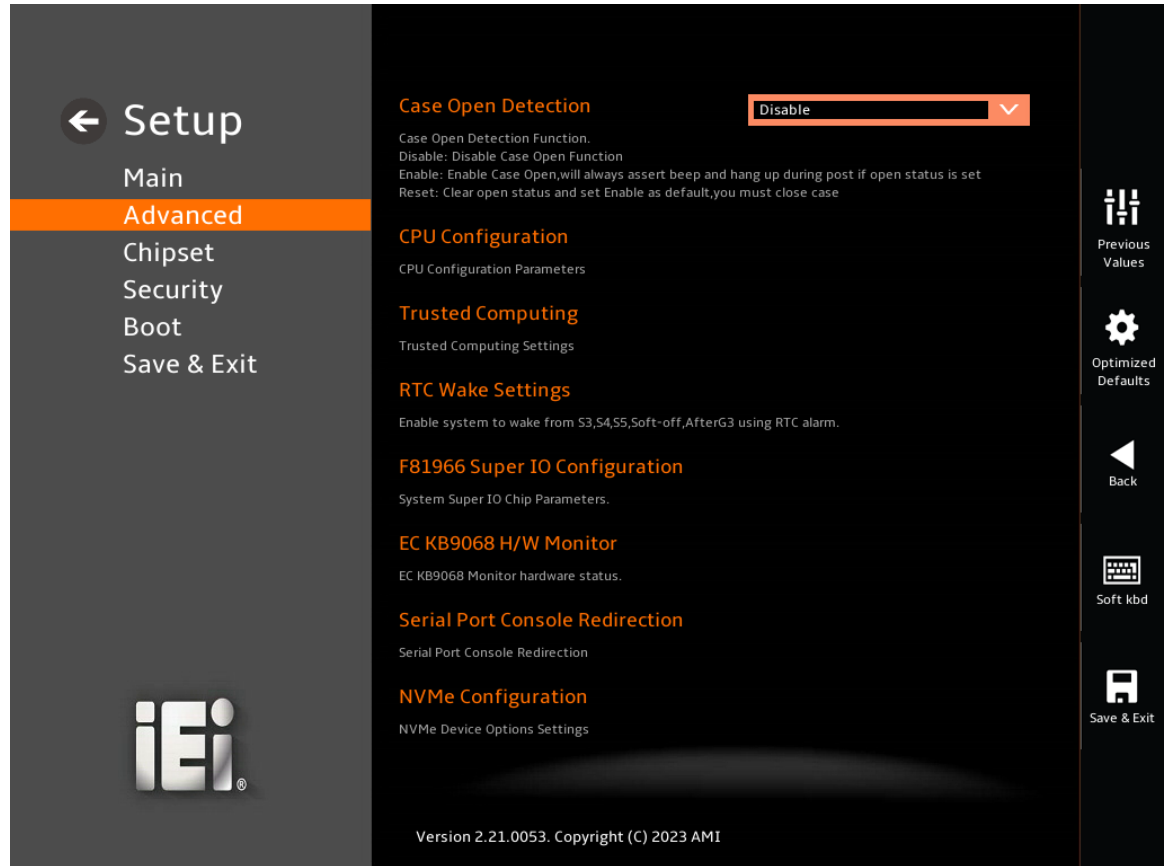 Setup
Main
Advanced
Chipset
Security
Boot
Save & Exit
iEi®
Case Open Detection
Disable
Case Open Detection Function.
Disable: Disable Case Open Function
Enable: Enable Case Open,will always assert beep and hang up during post if open status is set
Reset: Clear open status and set Enable as default,you must close case
CPU Configuration
CPU Configuration Parameters
Trusted Computing
Trusted Computing Settings
RTC Wake Settings
Enable system to wake from S3,S4,S5,Soft-off,AfterG3 using RTC alarm.
F81966 Super IO Configuration
System Super IO Chip Parameters.
EC KB9068 H/W Monitor
EC KB9068 Monitor hardware status.
Serial Port Console Redirection
Serial Port Console Redirection
NVMe Configuration
NVMe Device Options Settings
Version 2.21.0053. Copyright (C) 2023 AMI
Previous
Values
Optimized
Defaults
Back
Soft kbd
Save & Exit